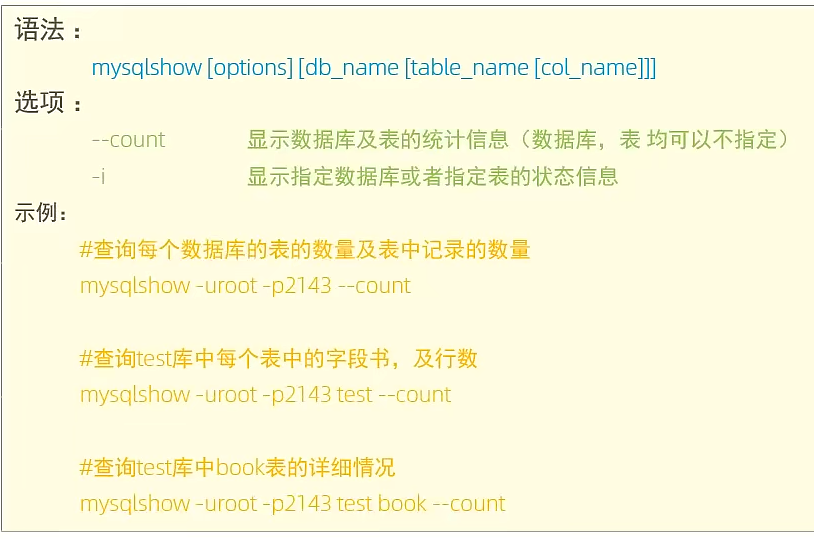 语法：
mysqlshow [options] [db_name [table_name [col_name]]]
选项：
--count 显示数据库及表的统计信息（数据库，表 均可以不指定）
-i 显示指定数据库或者指定表的状态信息
示例：
#查询每个数据库的表的数量及表中记录的数量
mysqlshow -uroot -p2143 --count
#查询test库中每个表中的字段书，及行数
mysqlshow -uroot -p2143 test --count
#查询test库中book表的详细情况
mysqlshow -uroot -p2143 test book --count